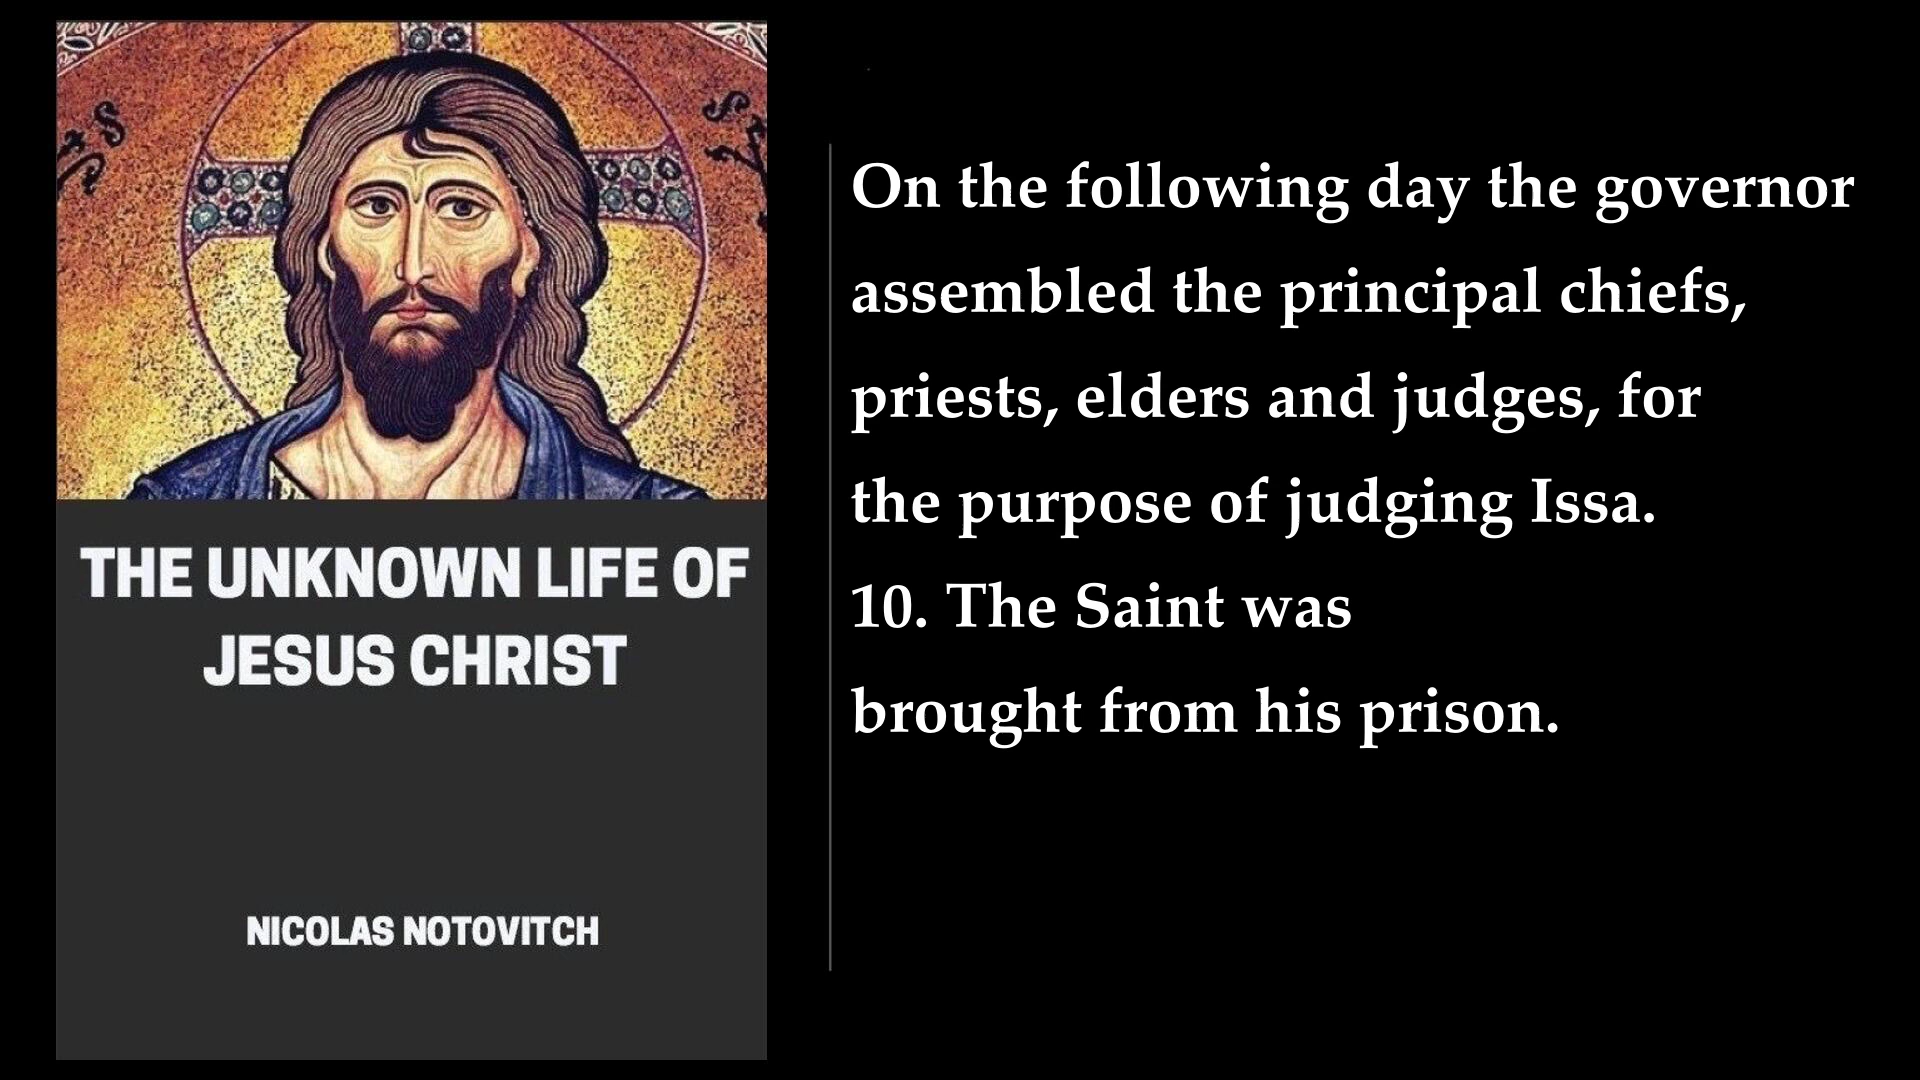 THE UNKNOWN LIFE OF
JESUS CHRIST
NICOLAS NOTOVITCH
On the following day the governor
assembled the principal chiefs,
priests, elders and judges, for
the purpose of judging Issa.
10. The Saint was
brought from his prison.